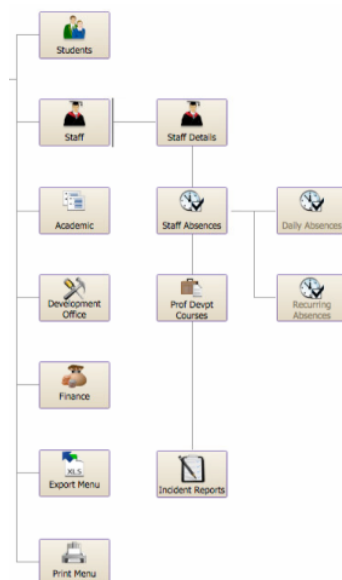 Students
Staff
Staff Details
Academic
Staff Absences
Daily Absences
Development
Office
Prof Devpt
Courses
Recurring
Absences
Finance
XLS
Export Menu
Incident Reports
Print Menu